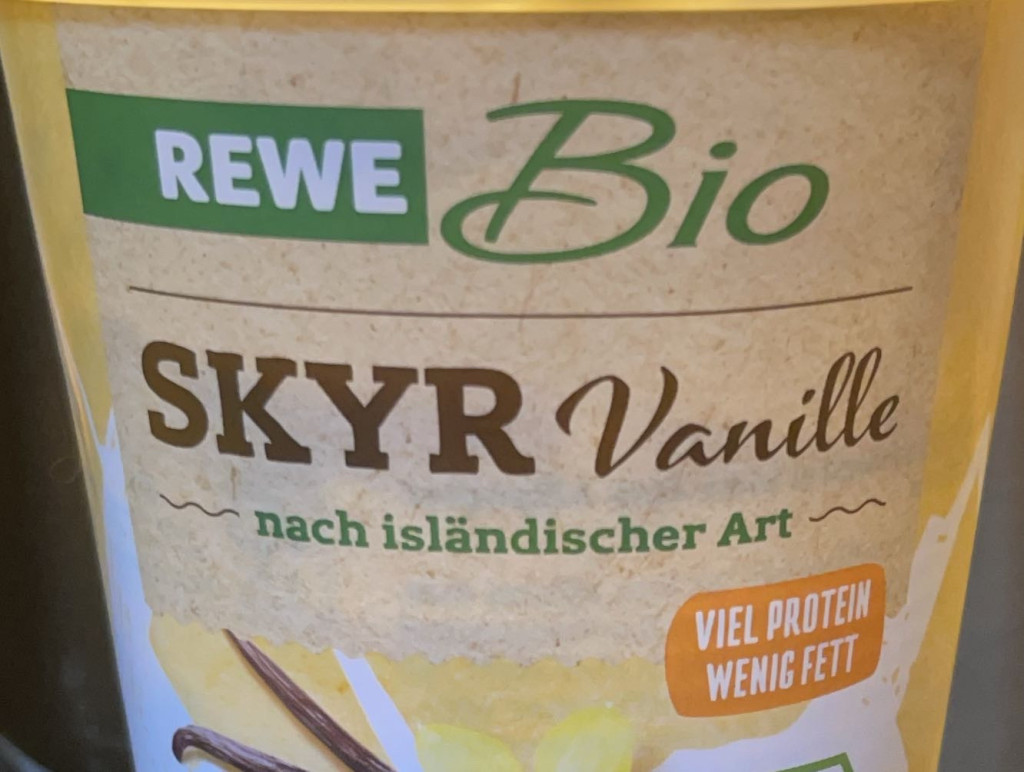 REWE Bio
SKYR Vanille
nach isländischer Art
VIEL PROTEIN
WENIG FETT